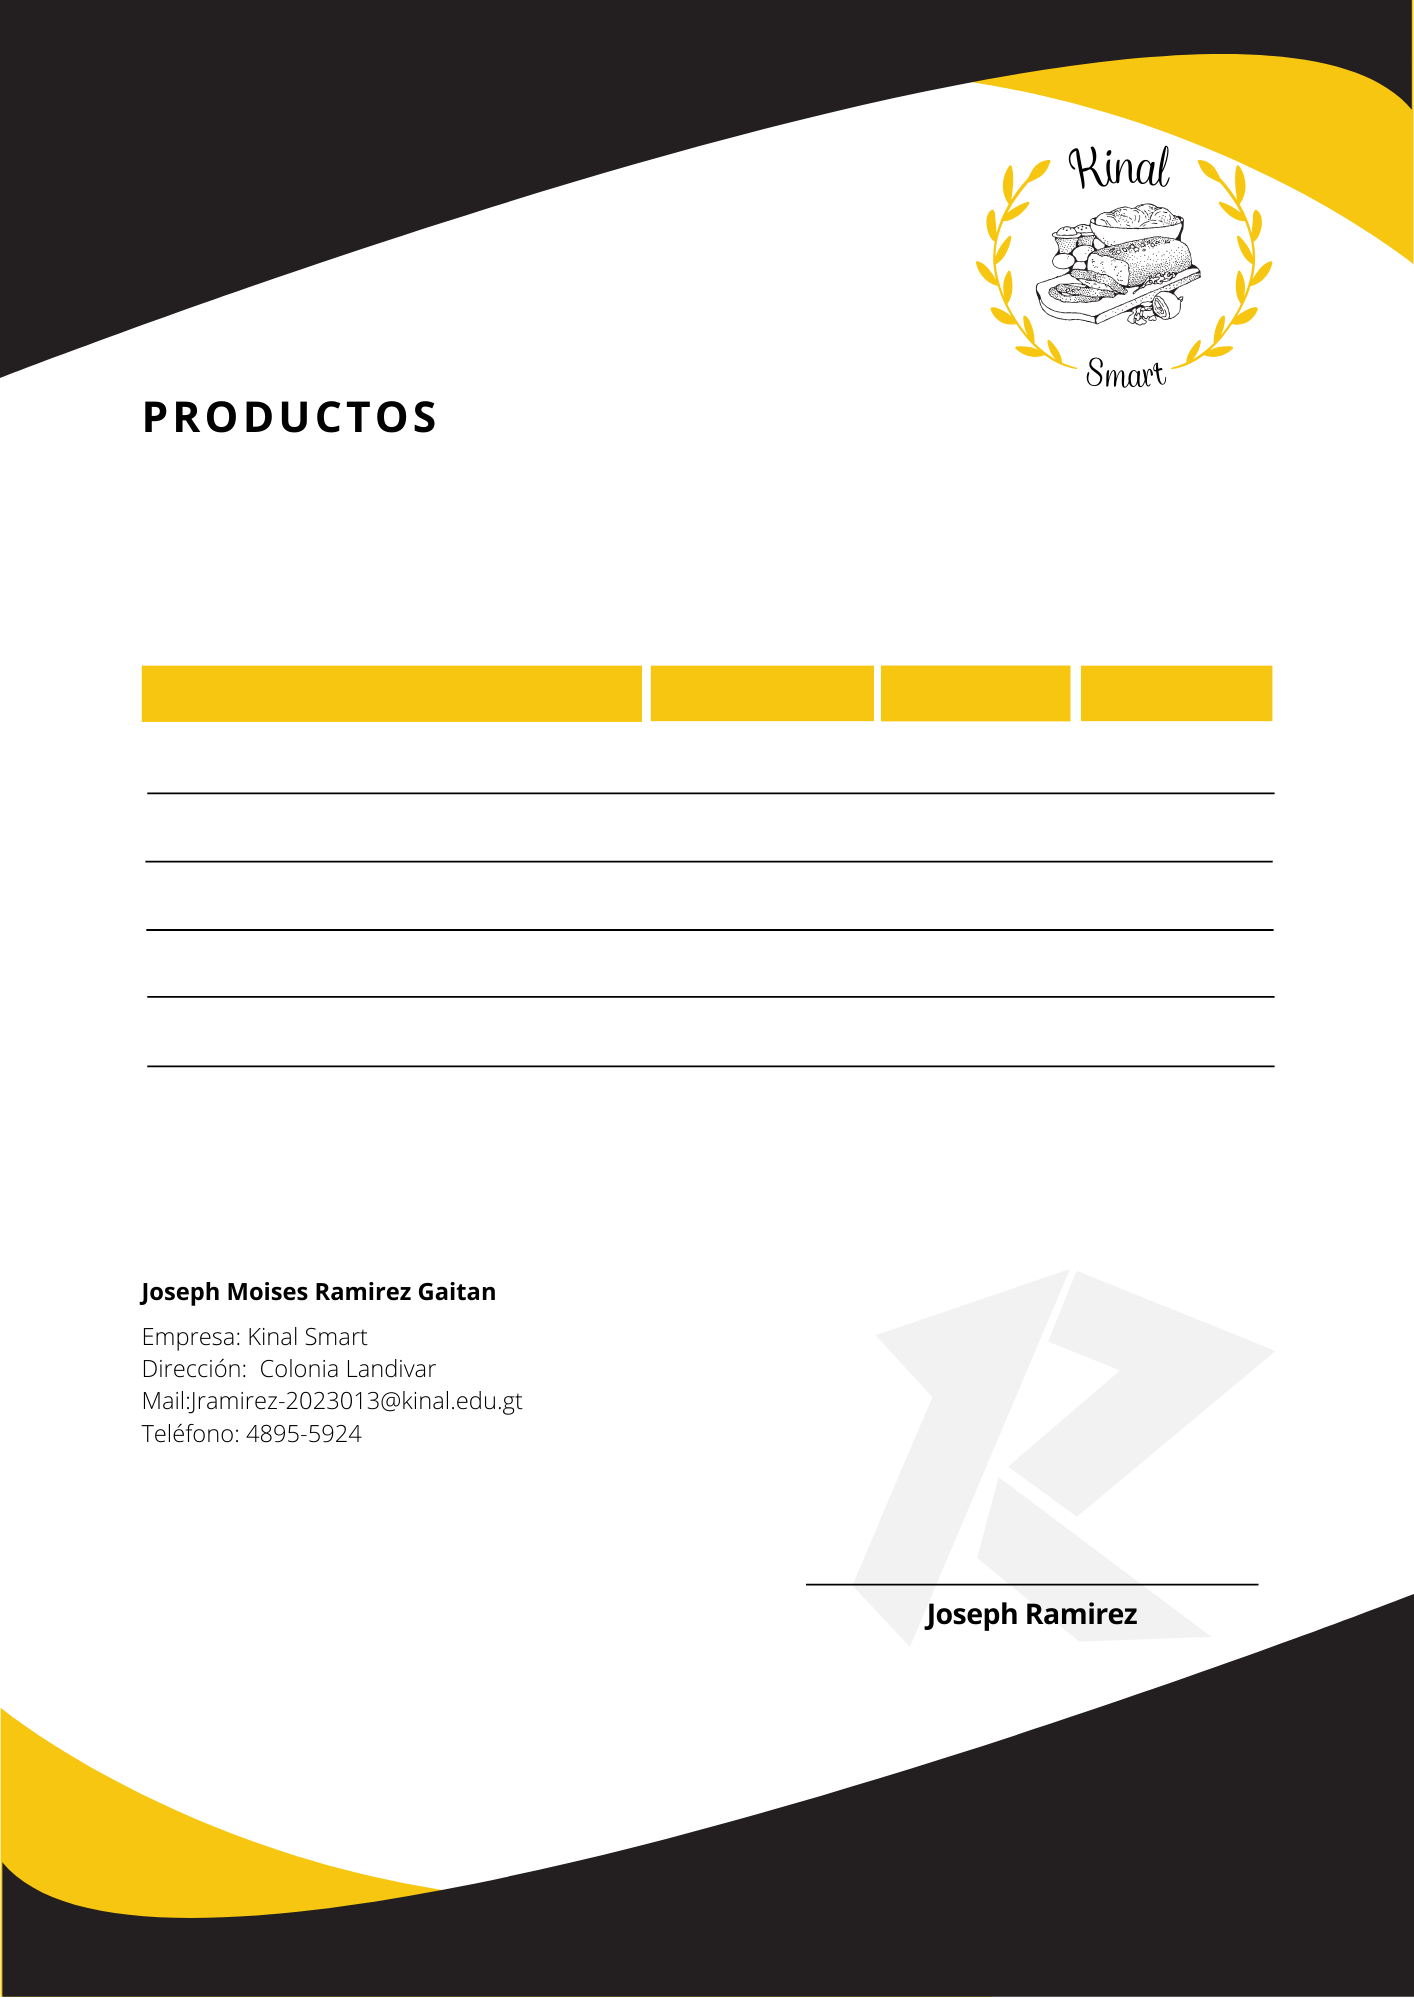 Kinal
Smart
PRODUCTOS
Joseph Moises Ramirez Gaitan
Empresa: Kinal Smart
Dirección:  Colonia Landivar
Mail:Jramirez-2023013@kinal.edu.gt
Teléfono: 4895-5924
Joseph Ramirez